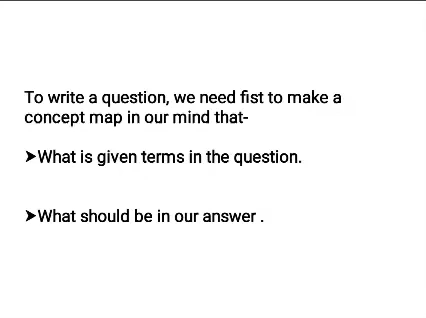 To write a question, we need fist to make a
concept map in our mind that-
➤What is given terms in the question.
➤What should be in our answer .